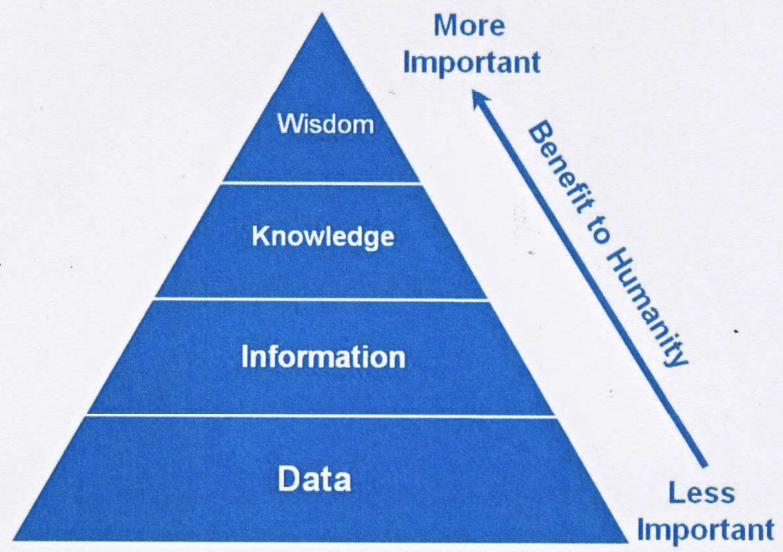 More
Important
Wisdom
Benefit to Humanity
Knowledge
Information
Data
Less
Important